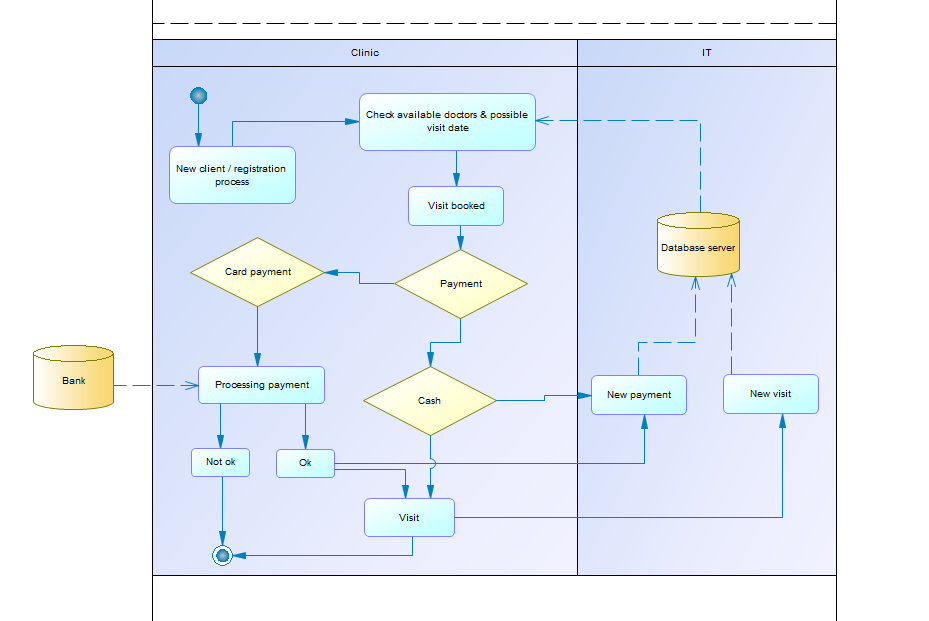 Clinic
IT
Check available doctors & possible
visit date
New client / registration
process
Visit booked
Database server
Card payment
Payment
Bank
Processing payment
Cash
New payment
New visit
Not ok
Ok
Visit